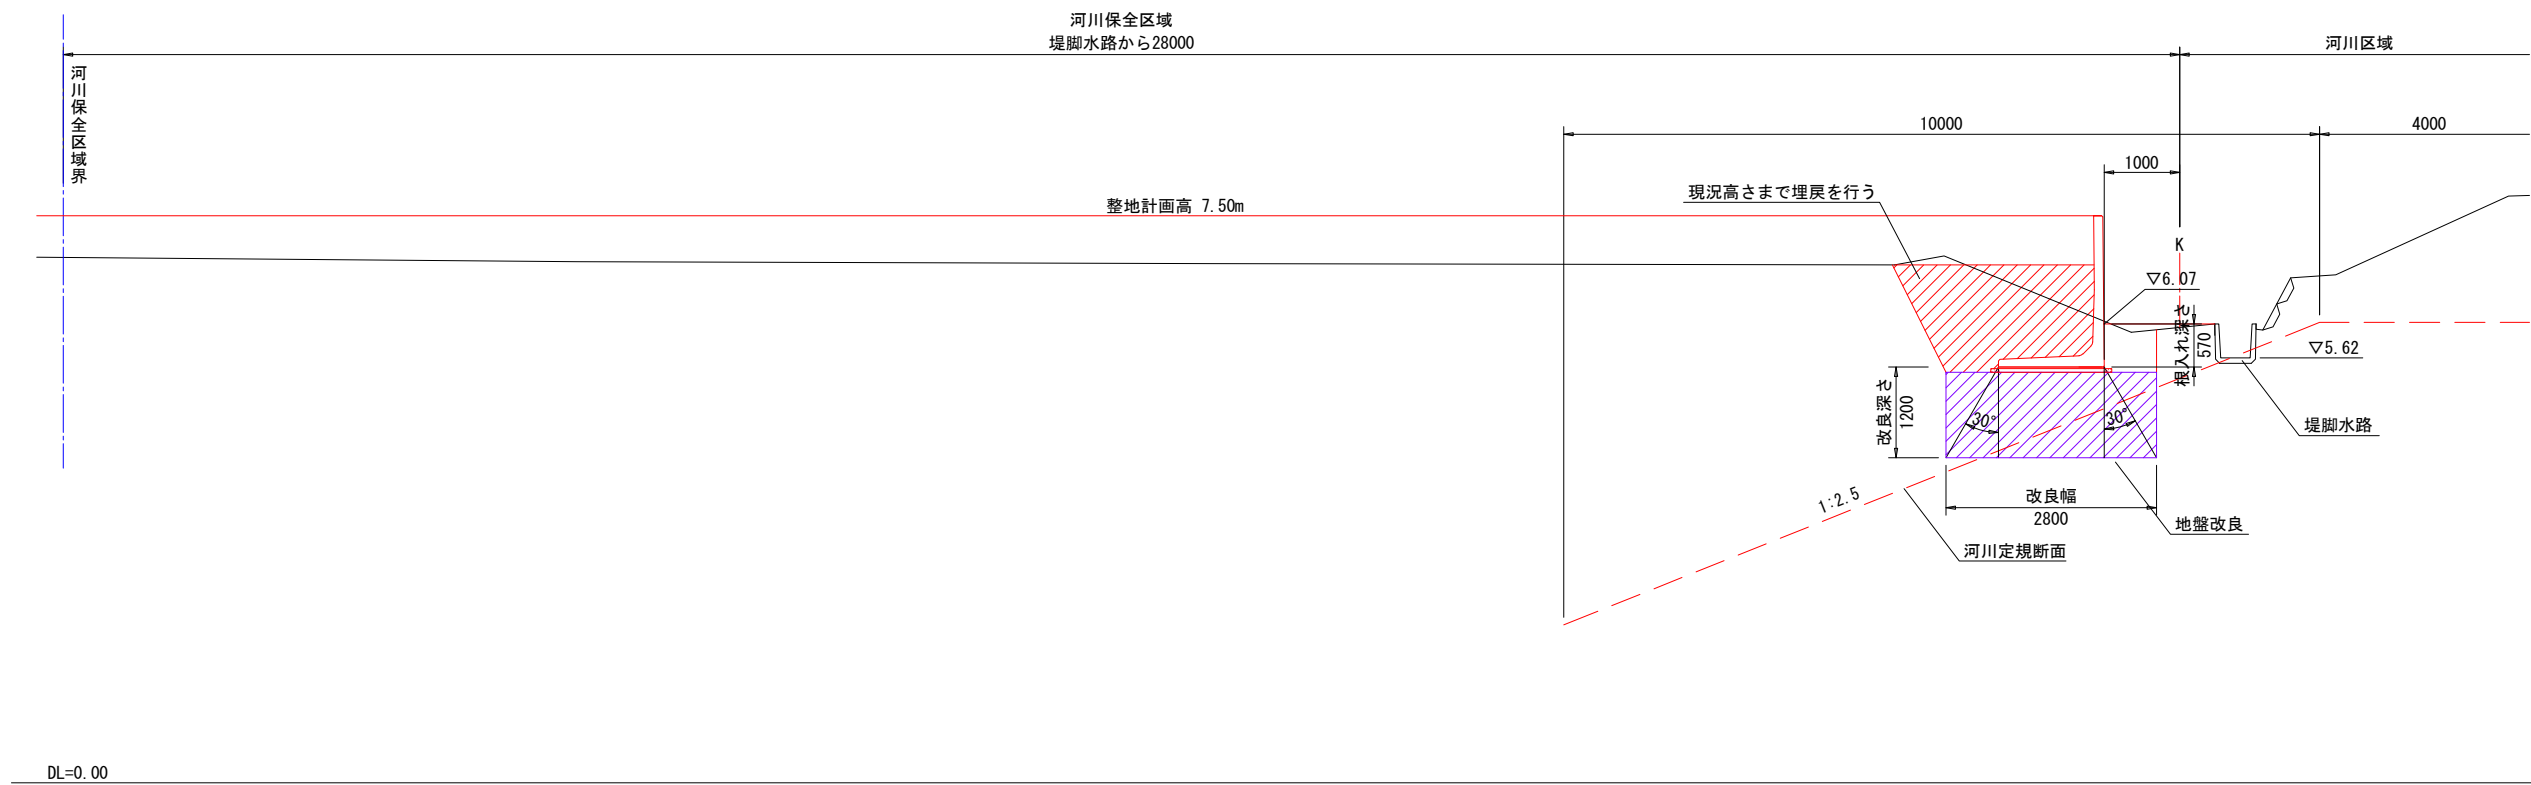 河川保全区域
堤脚水路から28000
河川区域
河川保全区域界
10000
4000
1000
現況高さまで埋戻を行う
整地計画高 7.50m
K
▽6.07
根入れ深さ
570
▽5.62
改良深さ
1200
30°
30°
堤脚水路
1:2.5
改良幅
2800
地盤改良
河川定規断面
DL=0.00